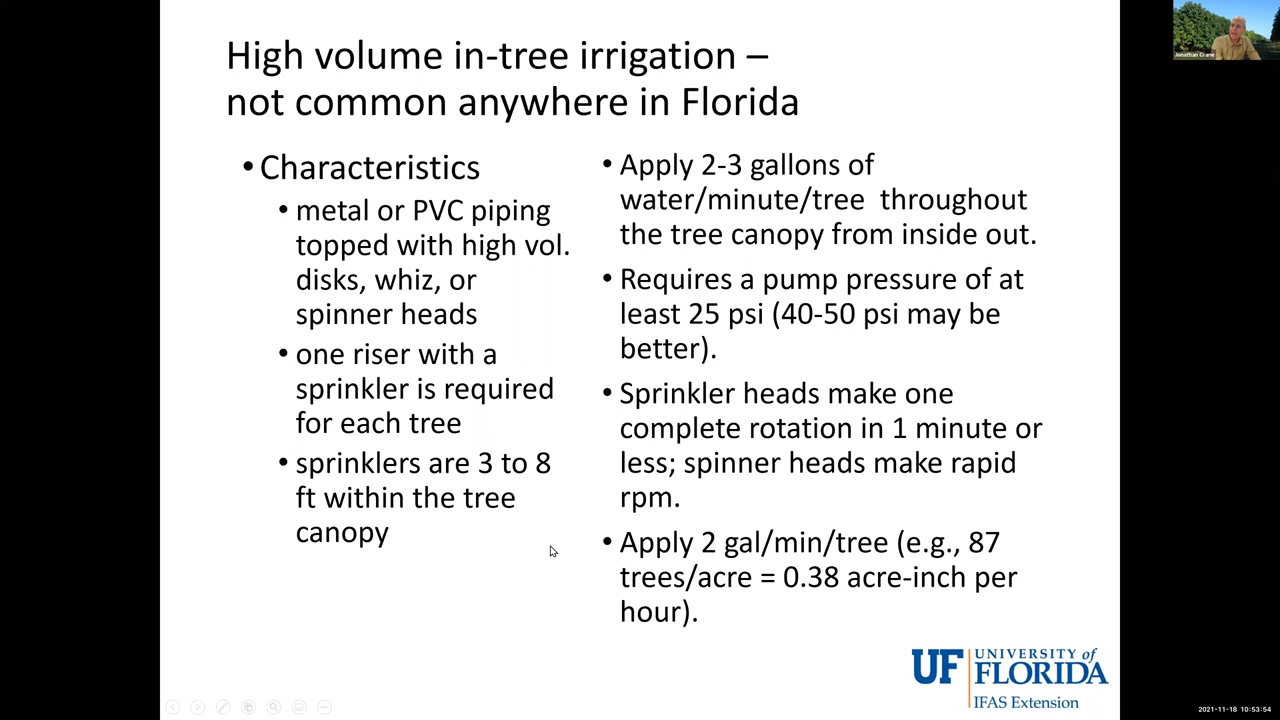 High volume in-tree irrigation –
not common anywhere in Florida
• Characteristics
• metal or PVC piping
topped with high vol.
disks, whiz, or
spinner heads
• one riser with a
sprinkler is required
for each tree
• sprinklers are 3 to 8
ft within the tree
canopy
• Apply 2-3 gallons of
water/minute/tree throughout
the tree canopy from inside out.
• Requires a pump pressure of at
least 25 psi (40-50 psi may be
better).
• Sprinkler heads make one
complete rotation in 1 minute or
less; spinner heads make rapid
rpm.
• Apply 2 gal/min/tree (e.g., 87
trees/acre = 0.38 acre-inch per
hour).
UF UNIVERSITY of
FLORIDA
IFAS Extension
Jonathan Crane
2021-11-18 10:53:54